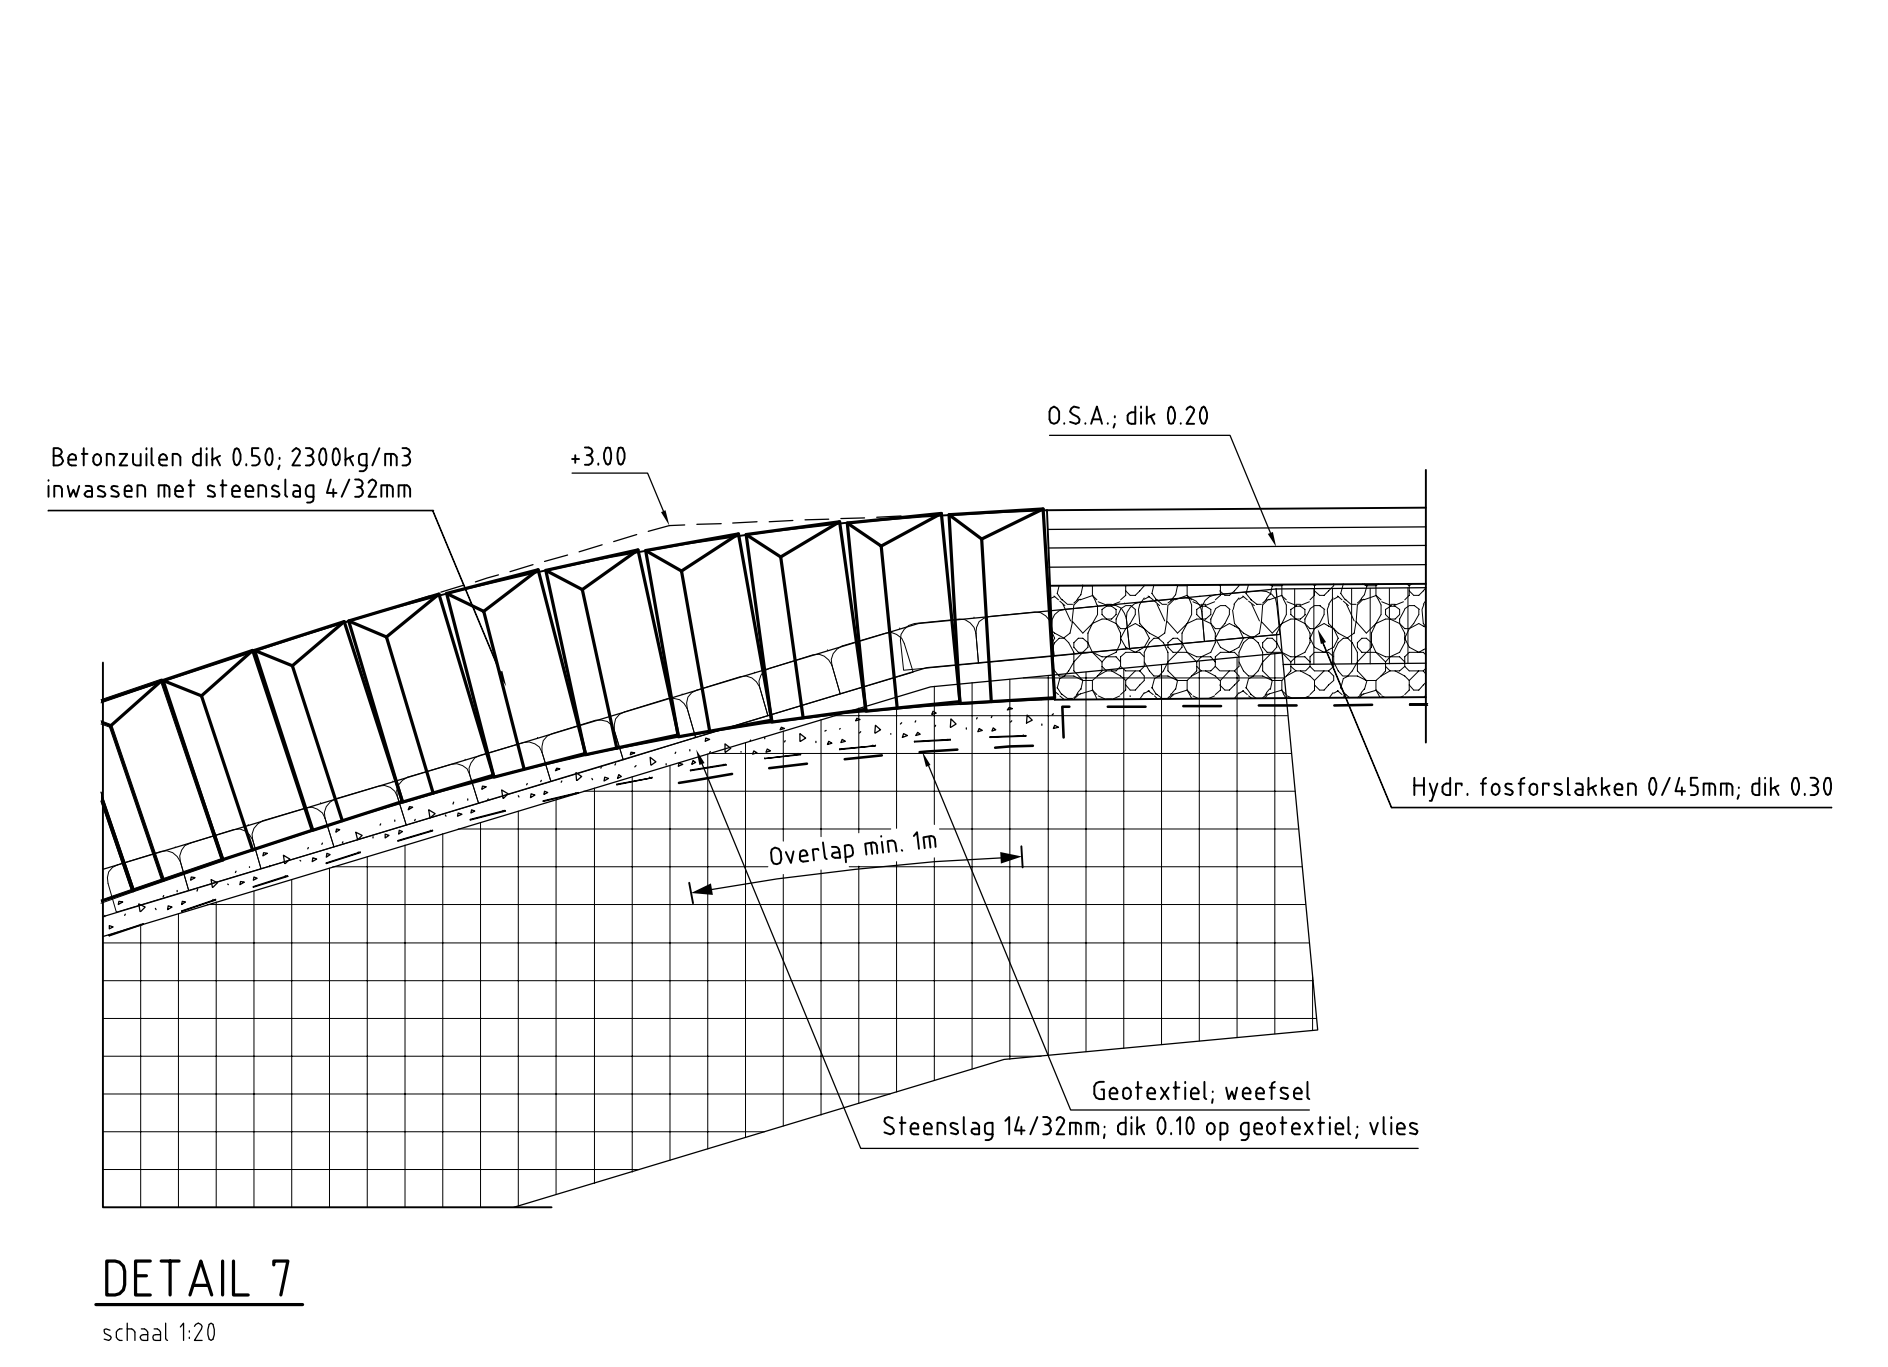 O.S.A.; dik 0.20
Betonzuilen dik 0.50; 2300kg/m3
inwassen met steenslag 4/32mm
+3.00
Hydr. fosforslakken 0/45mm; dik 0.30
Overlap min. 1m
Geotextiel; weefsel
Steenslag 14/32mm; dik 0.10 op geotextiel; vlies
DETAIL 7
schaal 1:20